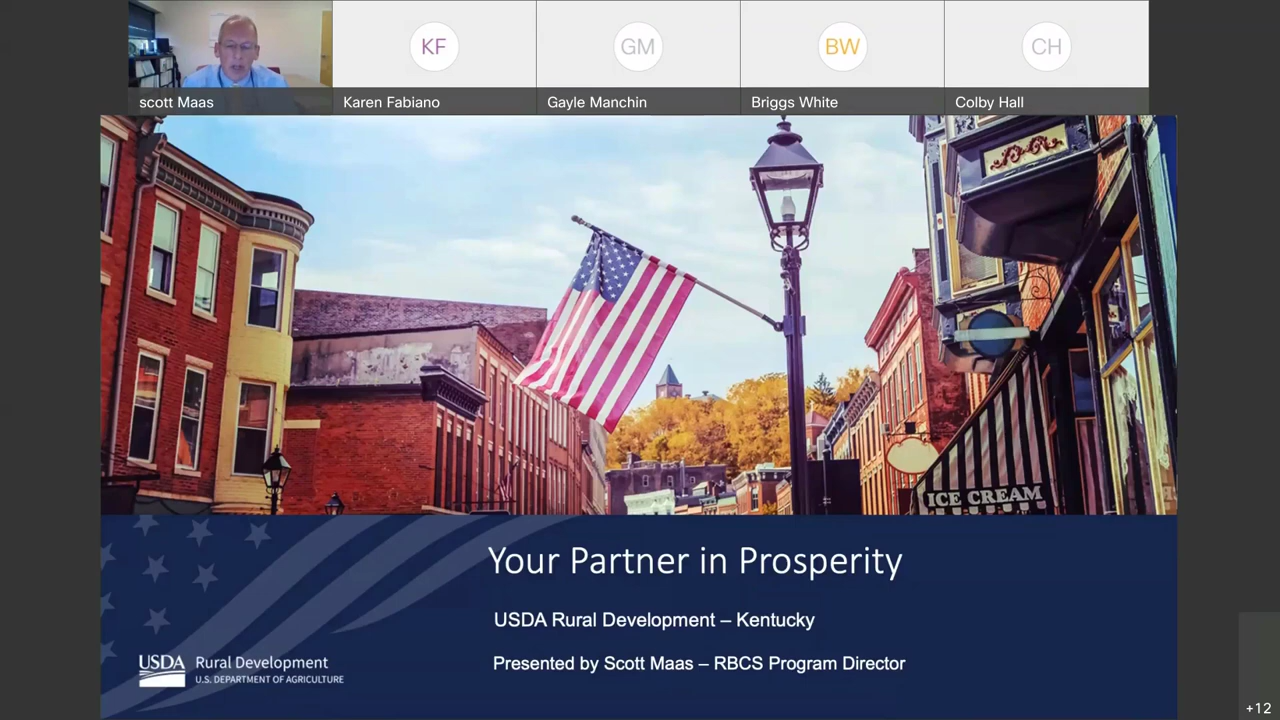 KF
GM
BW
CH
scott Maas
Karen Fabiano
Gayle Manchin
Briggs White
Colby Hall
ICE CREAM
Your Partner in Prosperity
USDA Rural Development – Kentucky
Presented by Scott Maas – RBCS Program Director
USDA
Rural Development
U.S. DEPARTMENT OF AGRICULTURE
+12